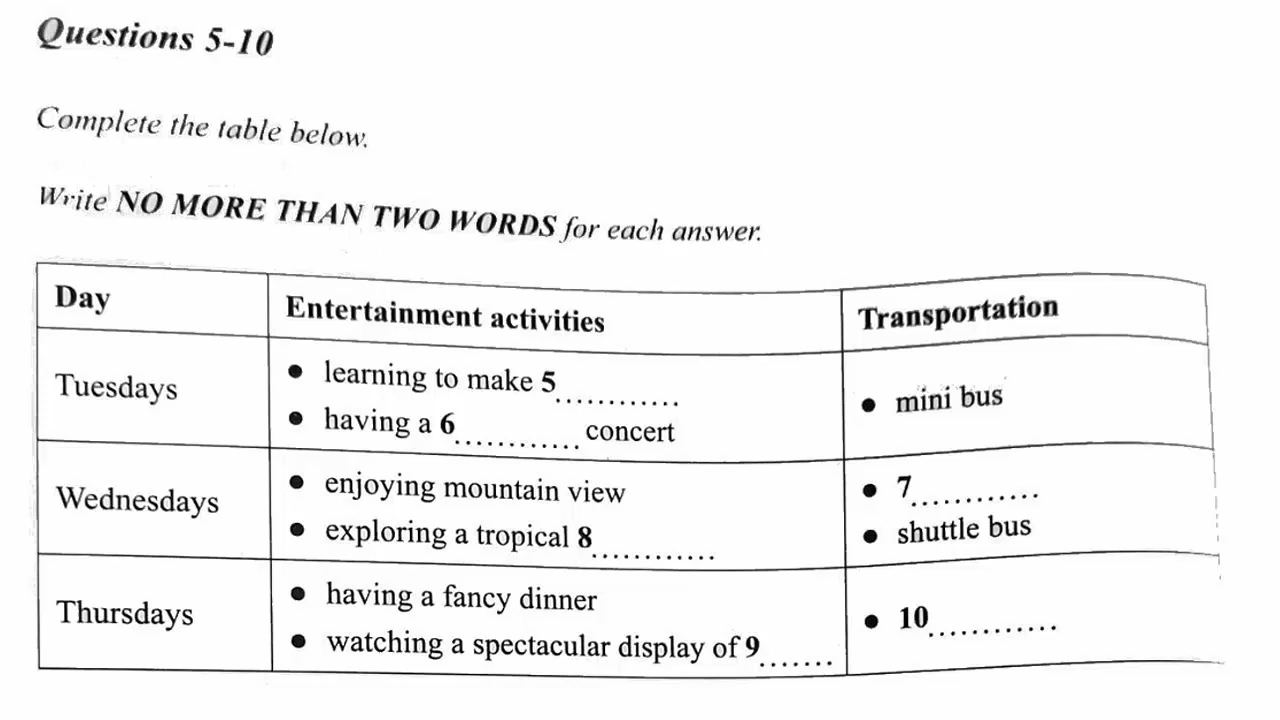 Questions 5-10
Complete the table below.
Write NO MORE THAN TWO WORDS for each answer.
Day Entertainment activities Transportation
Tuesdays
• learning to make 5............
• having a 6............ concert
• mini bus
Wednesdays
• enjoying mountain view
• exploring a tropical 8............
• 7............
• shuttle bus
Thursdays
• having a fancy dinner
• watching a spectacular display of 9.......
• 10............